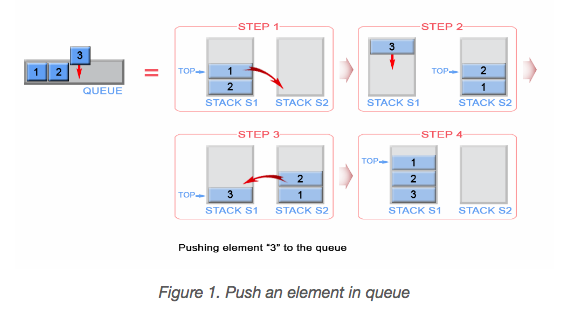 STEP 1
STEP 2
3
1 2
QUEUE
=
TOP
1
2
STACK S1
STACK S2
3
TOP
2
1
STACK S1
STACK S2
STEP 3
STEP 4
TOP
3
2
1
STACK S1
STACK S2
TOP
1
2
3
STACK S1
STACK S2
Pushing element "3" to the queue
Figure 1. Push an element in queue